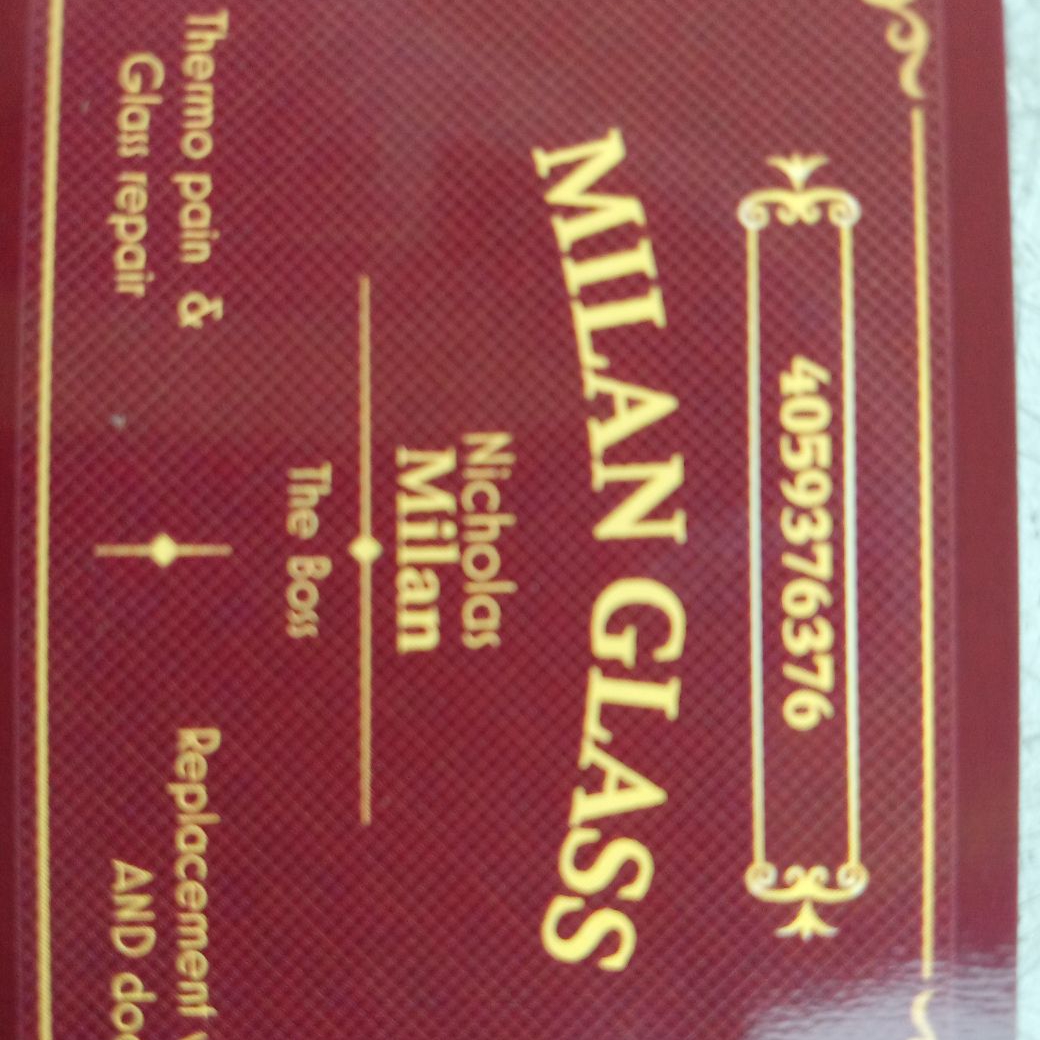 4059376376
MILAN GLASS
Nicholas
Milan
The Boss
Thermo pain &
Glass repair
Replacement
AND